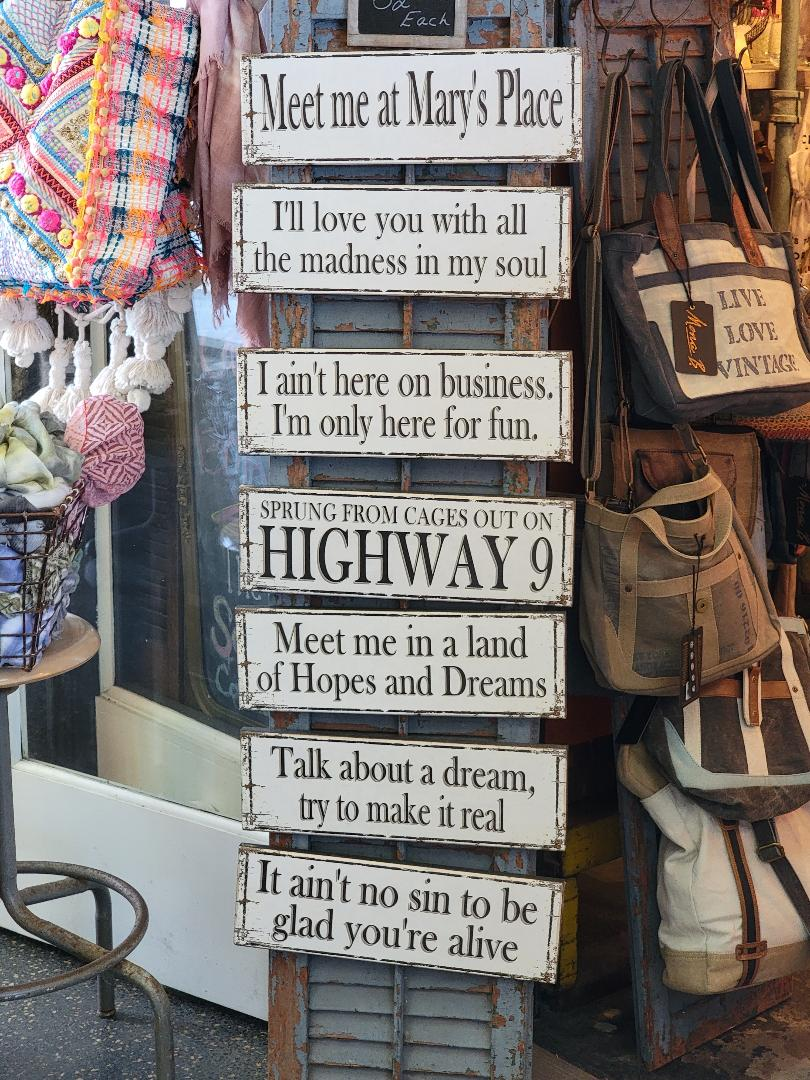 Each
Meet me at Mary's Place
I'll love you with all
the madness in my soul
I ain't here on business.
I'm only here for fun.
SPRUNG FROM CAGES OUT ON
HIGHWAY 9
Meet me in a land
of Hopes and Dreams
Talk about a dream,
try to make it real
It ain't no sin to be
glad you're alive
LIVE
LOVE
VINTAGE
Mona B